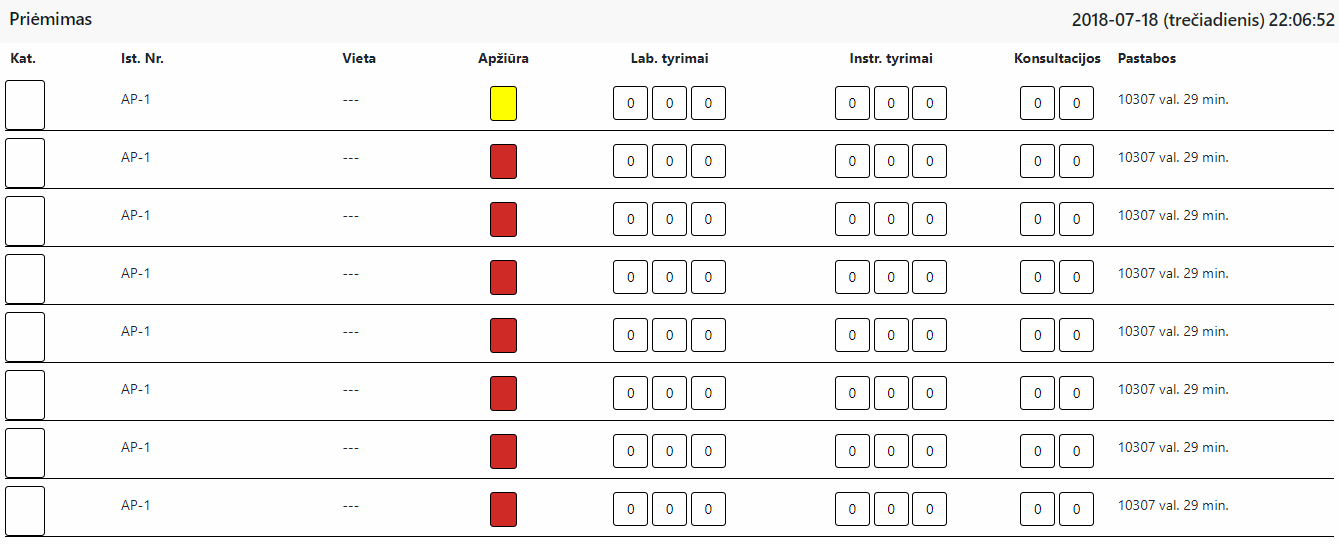 Priėmimas 2018-07-18 (trečiadienis) 22:06:52
Kat. Ist. Nr. Vieta Apžiūra Lab. tyrimai Instr. tyrimai Konsultacijos Pastabos
AP-1 --- 0 0 0 0 0 0 0 0 10307 val. 29 min.
AP-1 --- 0 0 0 0 0 0 0 0 10307 val. 29 min.
AP-1 --- 0 0 0 0 0 0 0 0 10307 val. 29 min.
AP-1 --- 0 0 0 0 0 0 0 0 10307 val. 29 min.
AP-1 --- 0 0 0 0 0 0 0 0 10307 val. 29 min.
AP-1 --- 0 0 0 0 0 0 0 0 10307 val. 29 min.
AP-1 --- 0 0 0 0 0 0 0 0 10307 val. 29 min.
AP-1 --- 0 0 0 0 0 0 0 0 10307 val. 29 min.